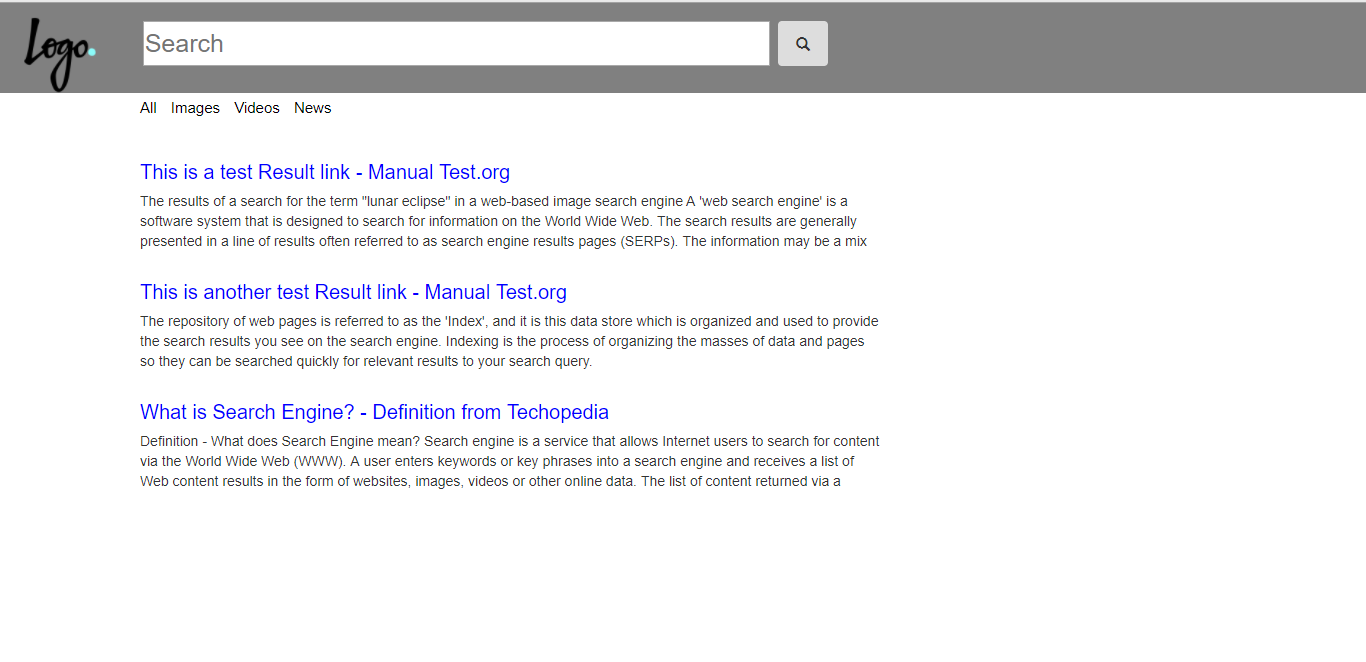 Logo.
Search
All Images Videos News
This is a test Result link - Manual Test.org
The results of a search for the term "lunar eclipse" in a web-based image search engine A 'web search engine' is a
software system that is designed to search for information on the World Wide Web. The search results are generally
presented in a line of results often referred to as search engine results pages (SERPs). The information may be a mix
This is another test Result link - Manual Test.org
The repository of web pages is referred to as the 'Index', and it is this data store which is organized and used to provide
the search results you see on the search engine. Indexing is the process of organizing the masses of data and pages
so they can be searched quickly for relevant results to your search query.
What is Search Engine? - Definition from Techopedia
Definition - What does Search Engine mean? Search engine is a service that allows Internet users to search for content
via the World Wide Web (WWW). A user enters keywords or key phrases into a search engine and receives a list of
Web content results in the form of websites, images, videos or other online data. The list of content returned via a